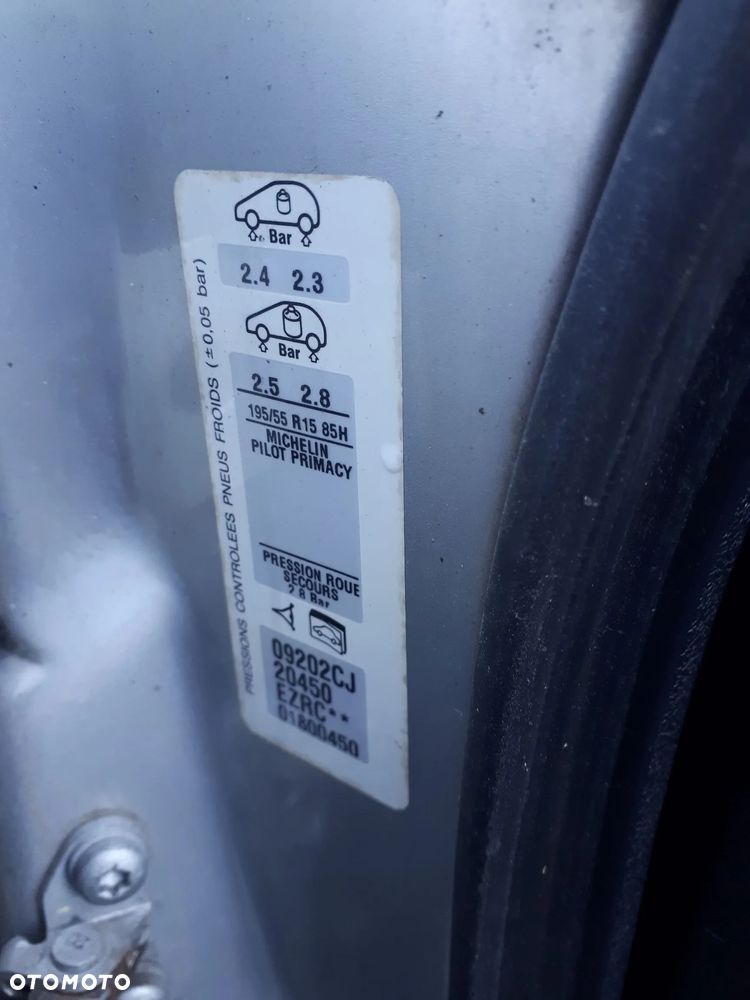 Bar
2.4 2.3
Bar
2.5 2.8
195/55 R15 85H
MICHELIN
PILOT PRIMACY
PRESSION ROUE
SECOURS
2.8 Bar
09202CJ
20450
EZRC**
01800450
PRESSIONS CONTROLEES PNEUS FROIDS (±0,05 bar)
OTOMOTO